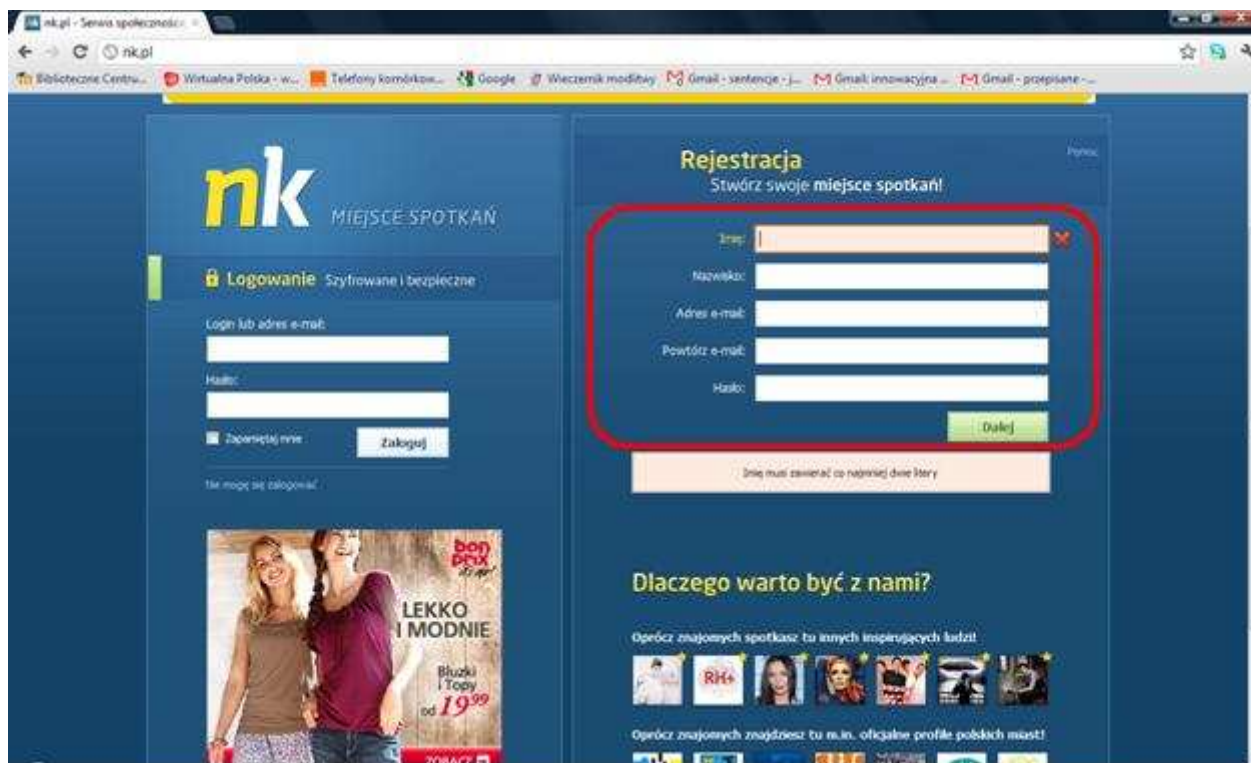 nk.pl - Serwis społeczności
nk.pl
Biblioteczne Centru...
Wirtualna Polska - w...
Telefony komórkow...
Google
Wieczernik modlitwy
Gmail - sentencje - j...
Gmail: innowacyjna ...
Gmail - przepisane - ...
nk MIEJSCE SPOTKAŃ
Logowanie Szyfrowane i bezpieczne
Login lub adres e-mail:
Hasło:
Zapamiętaj mnie
Zaloguj
Nie mogę się zalogować
bon prix
it's me!
LEKKO
I MODNIE
Bluzki
i Topy
od 19,99
ZOBACZ
Rejestracja
Pomoc
Stwórz swoje miejsce spotkań!
Imię:
Nazwisko:
Adres e-mail:
Powtórz e-mail:
Hasło:
Dalej
Imię musi zawierać co najmniej dwie litery
Dlaczego warto być z nami?
Oprócz znajomych spotkasz tu innych inspirujących ludzi!
RH+
Oprócz znajomych znajdziesz tu m.in. oficjalne profile polskich miast!